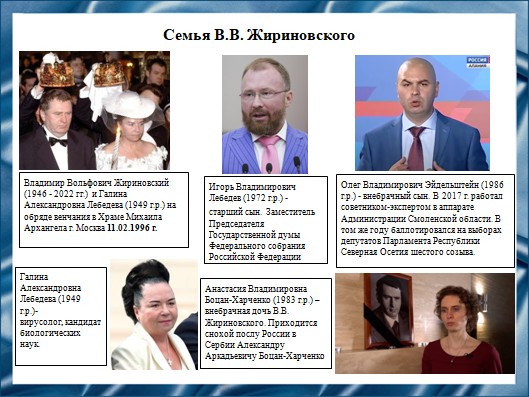 Семья В.В. Жириновского
РОССИЯ
АЛАНИЯ
Владимир Вольфович Жириновский
(1946 - 2022 гг.) и Галина
Александровна Лебедева (1949 г.р.) на
обряде венчания в Храме Михаила
Архангела г. Москва 11.02.1996 г.
Игорь Владимирович
Лебедев (1972 г.р.) -
старший сын. Заместитель
Председателя
Государственной думы
Федерального собрания
Российской Федерации
Олег Владимирович Эйдельштейн (1986
г.р.) - внебрачный сын. В 2017 г. работал
советником-экспертом в аппарате
Администрации Смоленской области. В
том же году баллотировался на выборах
депутатов Парламента Республики
Северная Осетия шестого созыва.
Галина
Александровна
Лебедева (1949
г.р.)-
вирусолог, кандидат
биологических
наук.
Анастасия Владимировна
Боцан-Харченко (1983 г.р.) –
внебрачная дочь В.В.
Жириновского. Приходится
снохой послу России в
Сербии Александру
Аркадьевичу Боцан-Харченко